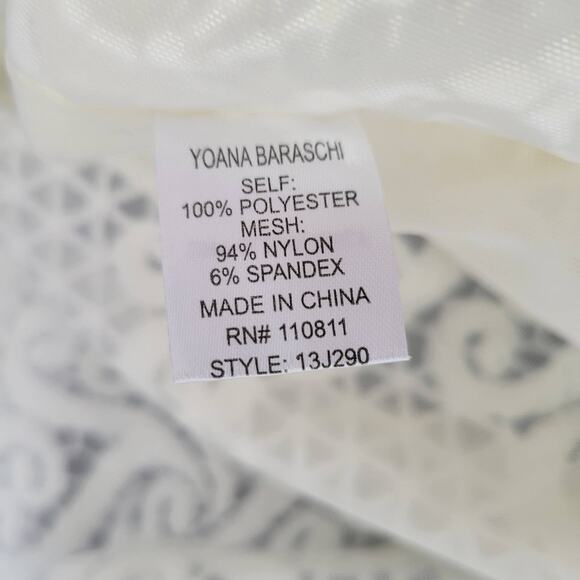 YOANA BARASCHI
SELF:
100% POLYESTER
MESH:
94% NYLON
6% SPANDEX
MADE IN CHINA
RN# 110811
STYLE: 13J290